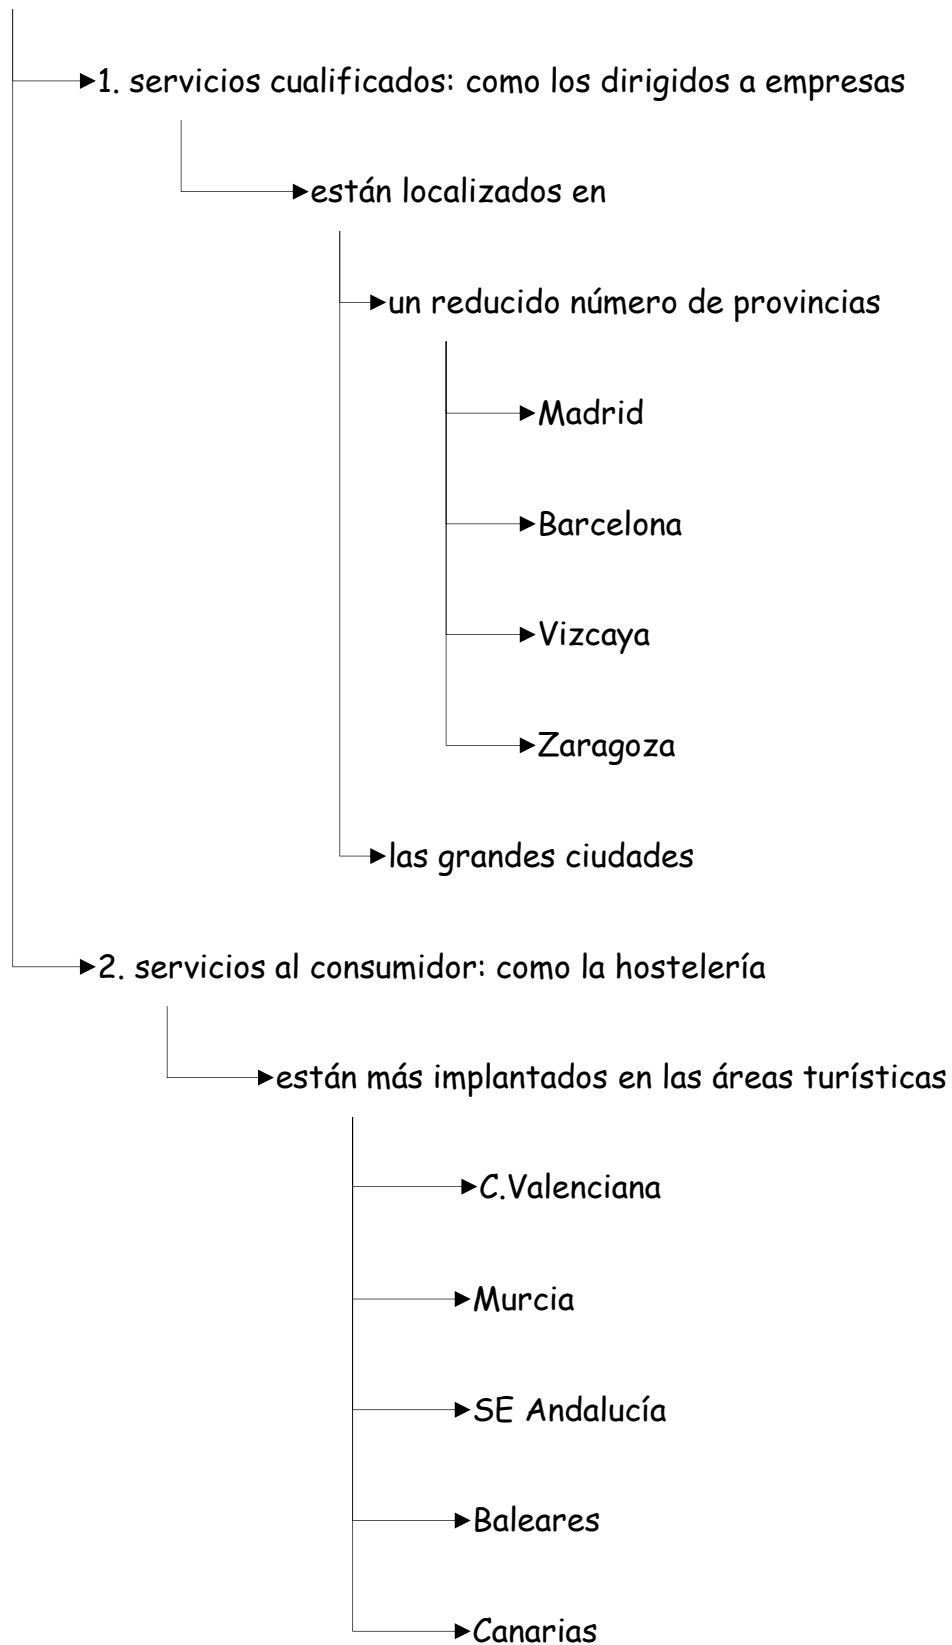 1. servicios cualificados: como los dirigidos a empresas
están localizados en
un reducido número de provincias
Madrid
Barcelona
Vizcaya
Zaragoza
las grandes ciudades
2. servicios al consumidor: como la hostelería
están más implantados en las áreas turísticas
C.Valenciana
Murcia
SE Andalucía
Baleares
Canarias